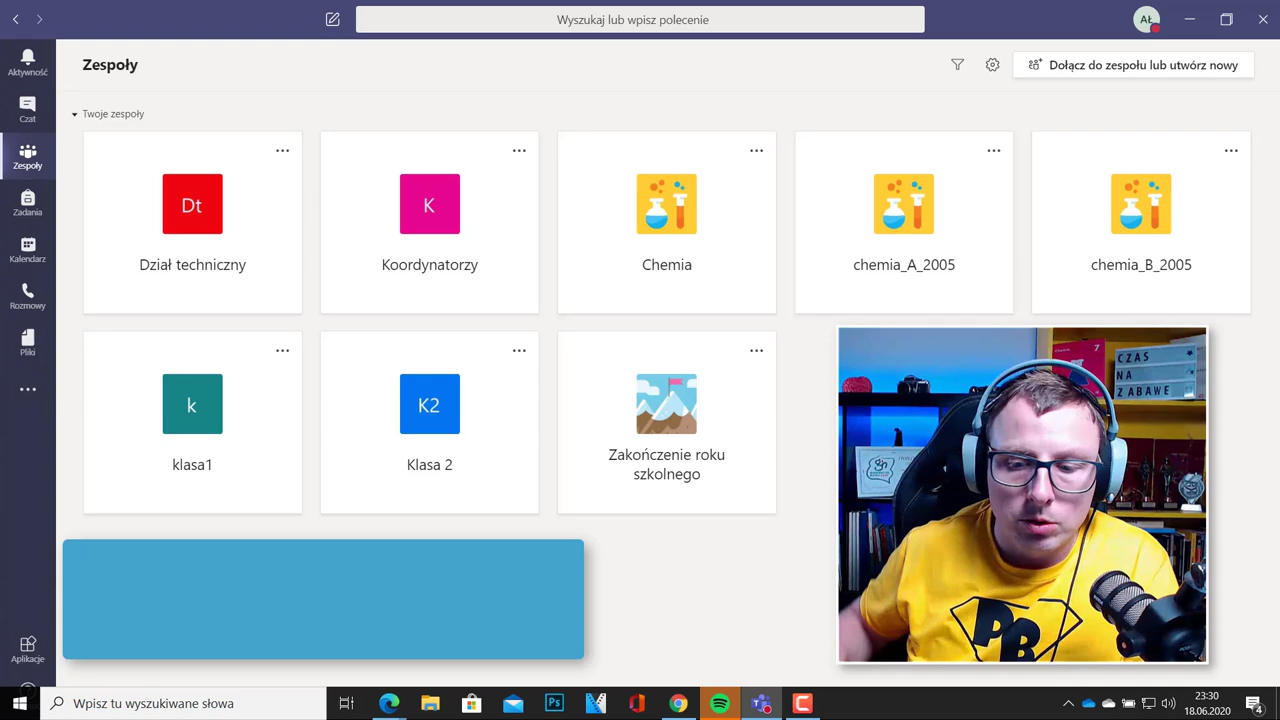 Wyszukaj lub wpisz polecenie
AŁ
Aktywność
Czat
Zespoły
Zadania
Kalendarz
Rozmowy
Pliki
Aplikacje
Zespoły
Dołącz do zespołu lub utwórz nowy
Twoje zespoły
Dt
Dział techniczny
K
Koordynatorzy
Chemia
chemia_A_2005
chemia_B_2005
k
klasa1
K2
Klasa 2
Zakończenie roku
szkolnego
7
CZAS
NA
ZABAWE
PB
Wpisz tu wyszukiwane słowa
Ps
23:30
18.06.2020
4